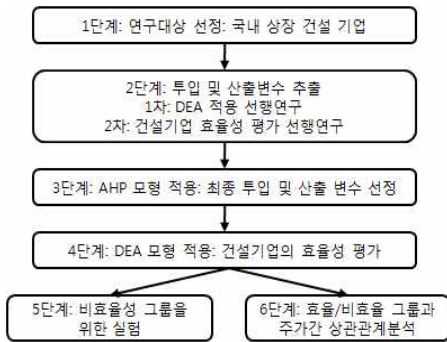 1단계: 연구대상 선정: 국내 상장 건설 기업
2단계: 투입 및 산출변수 추출
1차: DEA 적용 선행연구
2차: 건설기업 효율성 평가 선행연구
3단계: AHP 모형 적용: 최종 투입 및 산출 변수 선정
4단계: DEA 모형 적용: 건설기업의 효율성 평가
5단계: 비효율성 그룹을
위한 실험
6단계: 효율/비효율 그룹과
주가간 상관관계분석